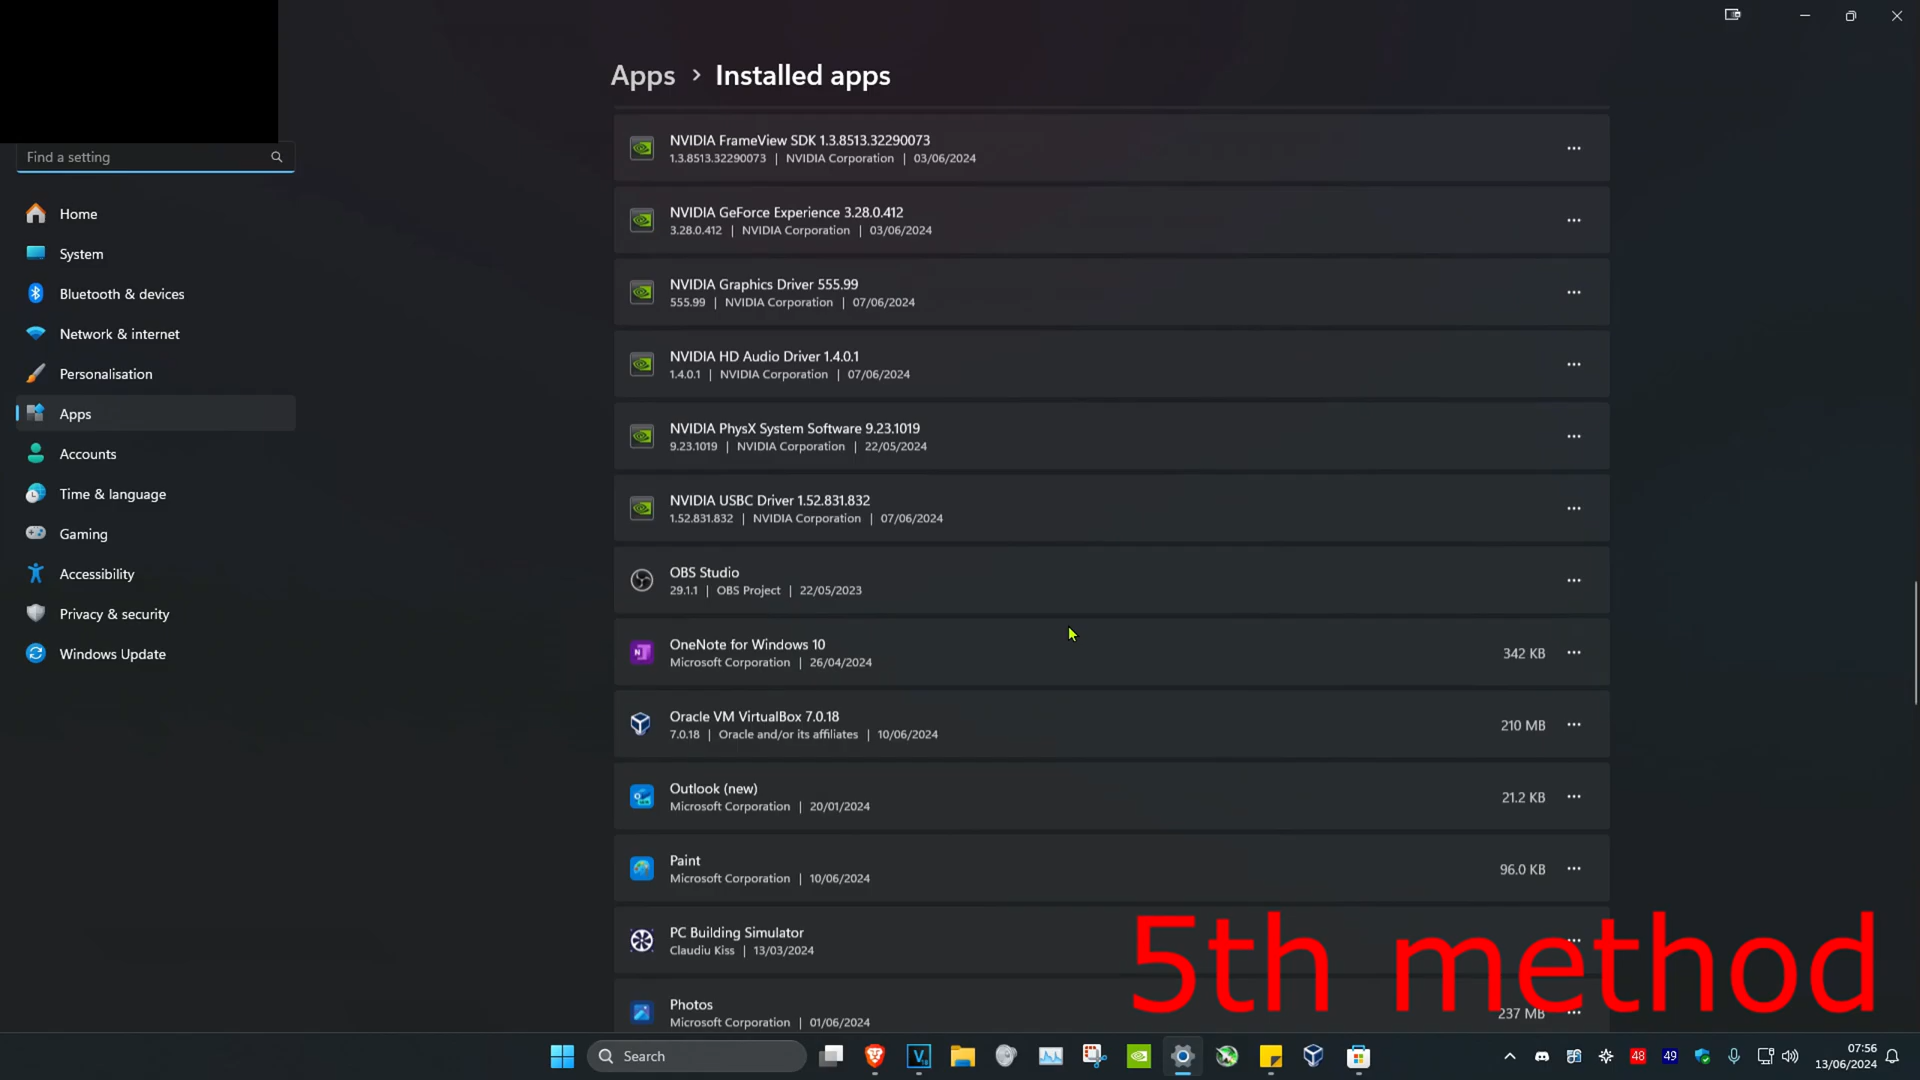 Apps > Installed apps
Find a setting
Home
System
Bluetooth & devices
Network & internet
Personalisation
Apps
Accounts
Time & language
Gaming
Accessibility
Privacy & security
Windows Update
NVIDIA FrameView SDK 1.3.8513.32290073
1.3.8513.32290073 | NVIDIA Corporation | 03/06/2024
NVIDIA GeForce Experience 3.28.0.412
3.28.0.412 | NVIDIA Corporation | 03/06/2024
NVIDIA Graphics Driver 555.99
555.99 | NVIDIA Corporation | 07/06/2024
NVIDIA HD Audio Driver 1.4.0.1
1.4.0.1 | NVIDIA Corporation | 07/06/2024
NVIDIA PhysX System Software 9.23.1019
9.23.1019 | NVIDIA Corporation | 22/05/2024
NVIDIA USBC Driver 1.52.831.832
1.52.831.832 | NVIDIA Corporation | 07/06/2024
OBS Studio
29.1.1 | OBS Project | 22/05/2023
OneNote for Windows 10
Microsoft Corporation | 26/04/2024
342 KB
Oracle VM VirtualBox 7.0.18
7.0.18 | Oracle and/or its affiliates | 10/06/2024
210 MB
Outlook (new)
Microsoft Corporation | 20/01/2024
21.2 KB
Paint
Microsoft Corporation | 10/06/2024
96.0 KB
PC Building Simulator
Claudiu Kiss | 13/03/2024
Photos
Microsoft Corporation | 01/06/2024
237 MB
5th method
Search
48
49
07:56
13/06/2024